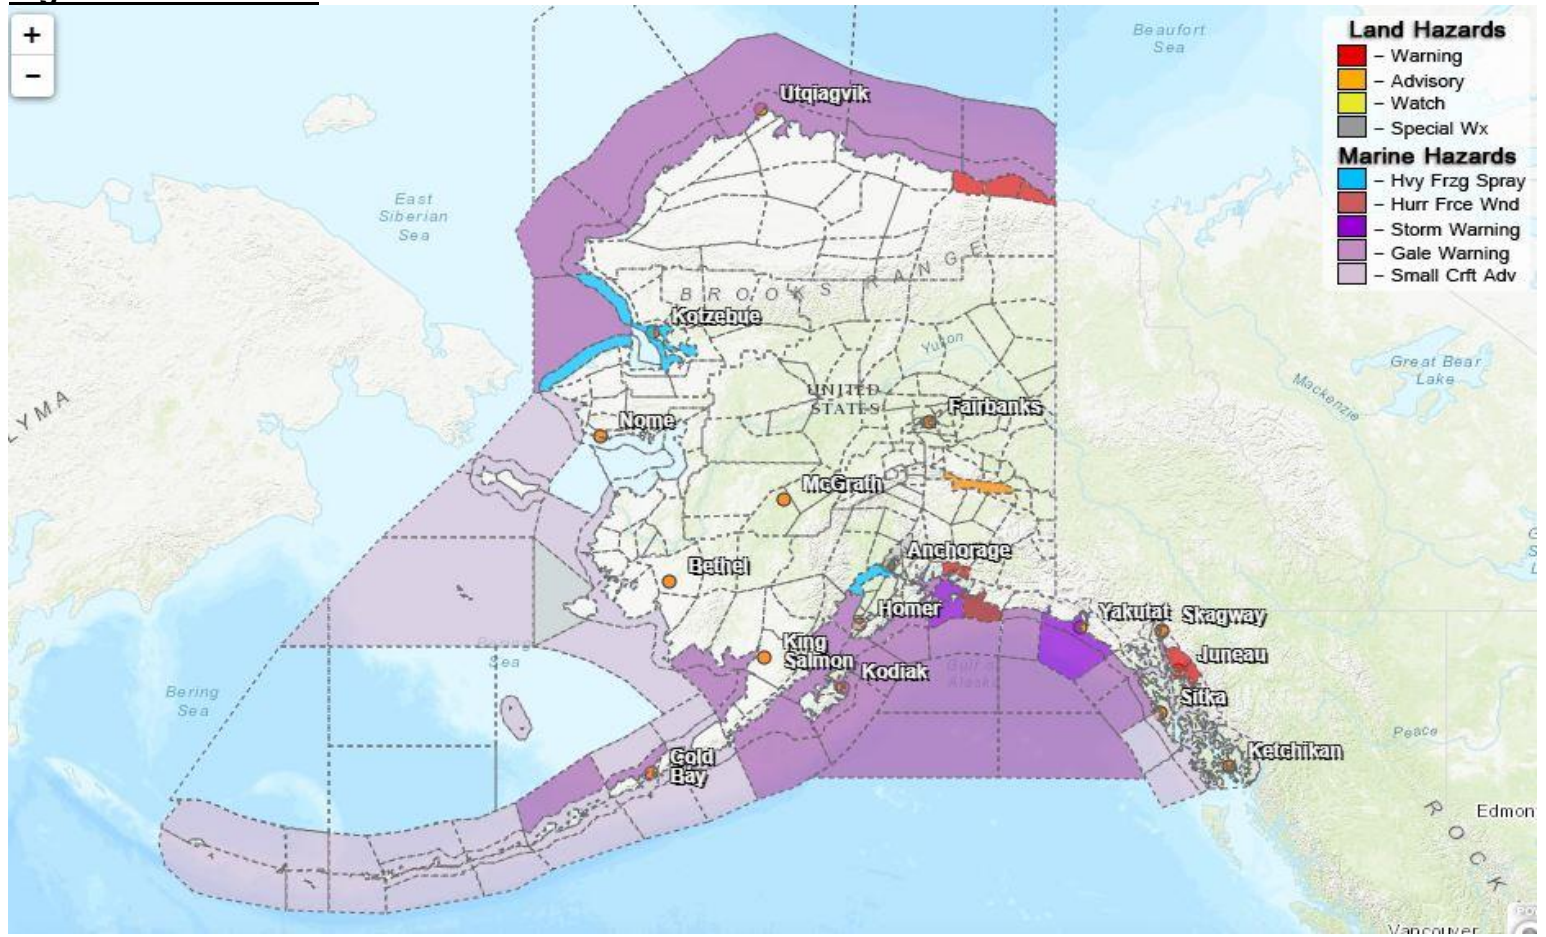 +
−
Beaufort
Sea
Land Hazards
– Warning
– Advisory
– Watch
– Special Wx
Marine Hazards
– Hvy Frzg Spray
– Hurr Frce Wnd
– Storm Warning
– Gale Warning
– Small Crft Adv
Utqiagvik
East
Siberian
Sea
BROOKS RANGE
Kotzebue
Yukon
Great Bear
Lake
Mackenzie
LYMA
UNITED
STATES
Fairbanks
Nome
McGrath
Anchorage
Bethel
Homer
Yakutat
Skagway
King
Salmon
Juneau
Kodiak
Bering
Sea
Gulf of
Alaska
Bering
Sea
Sitka
Peace
Cold
Bay
Ketchikan
Edmon
ROCK
Vancouver